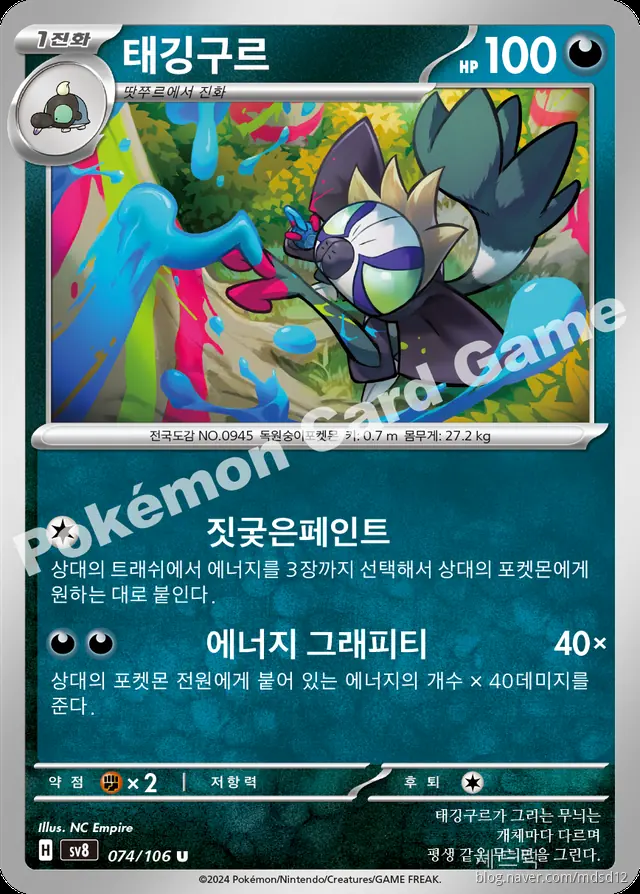 1진화
태깅구르
HP 100
땃쭈르에서 진화
전국도감 NO.0945 독원숭이포켓몬 키: 0.7 m 몸무게: 27.2 kg
Pokémon Card Game
짓궂은페인트
상대의 트래쉬에서 에너지를 3장까지 선택해서 상대의 포켓몬에게
원하는 대로 붙인다.
에너지 그래피티 40×
상대의 포켓몬 전원에게 붙어 있는 에너지의 개수 × 40데미지를
준다.
약점 ×2 저항력 후퇴
Illus. NC Empire
H sv8 074/106 U
태깅구르가 그리는 무늬는
개체마다 다르며
평생 같은 무늬만을 그린다.
blog.naver.com/mdsd12
©2024 Pokémon/Nintendo/Creatures/GAME FREAK.